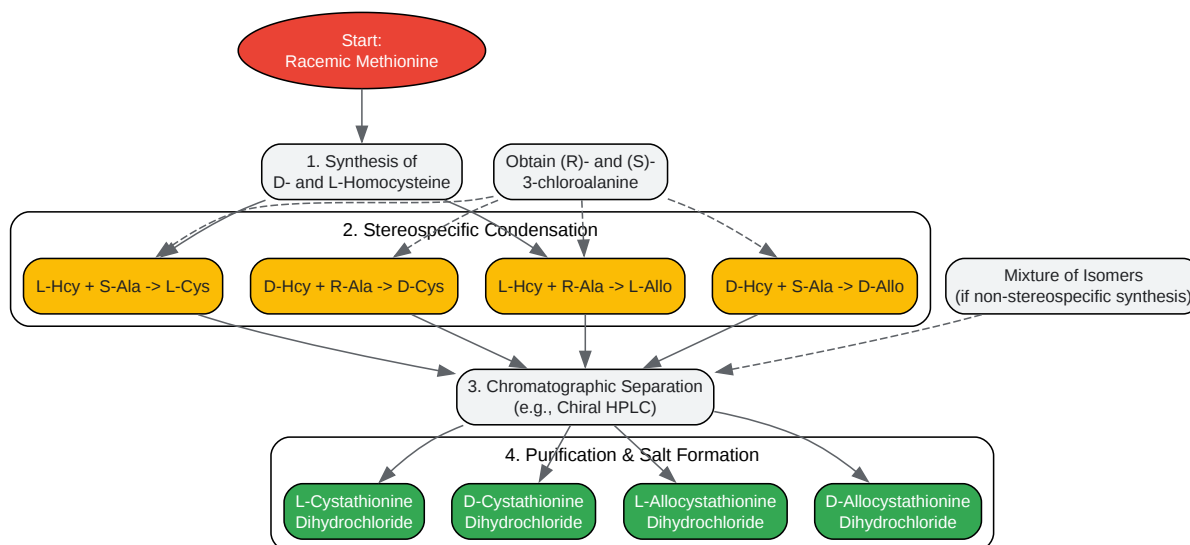 Start:
Racemic Methionine
1. Synthesis of
D- and L-Homocysteine
Obtain (R)- and (S)-
3-chloroalanine
2. Stereospecific Condensation
L-Hcy + S-Ala -> L-Cys
D-Hcy + R-Ala -> D-Cys
L-Hcy + R-Ala -> L-Allo
D-Hcy + S-Ala -> D-Allo
Mixture of Isomers
(if non-stereospecific synthesis)
3. Chromatographic Separation
(e.g., Chiral HPLC)
4. Purification & Salt Formation
L-Cystathionine
Dihydrochloride
D-Cystathionine
Dihydrochloride
L-Allocystathionine
Dihydrochloride
D-Allocystathionine
Dihydrochloride